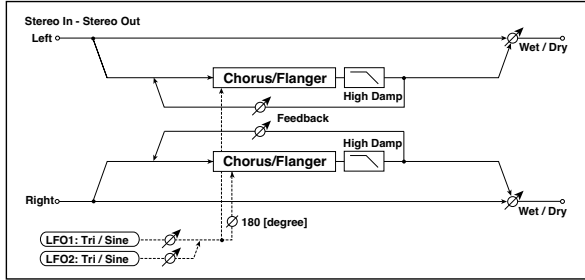 Stereo In - Stereo Out
Left
Wet / Dry
Chorus/Flanger
High Damp
Feedback
High Damp
Chorus/Flanger
Right
Wet / Dry
180 [degree]
LFO1: Tri / Sine
LFO2: Tri / Sine